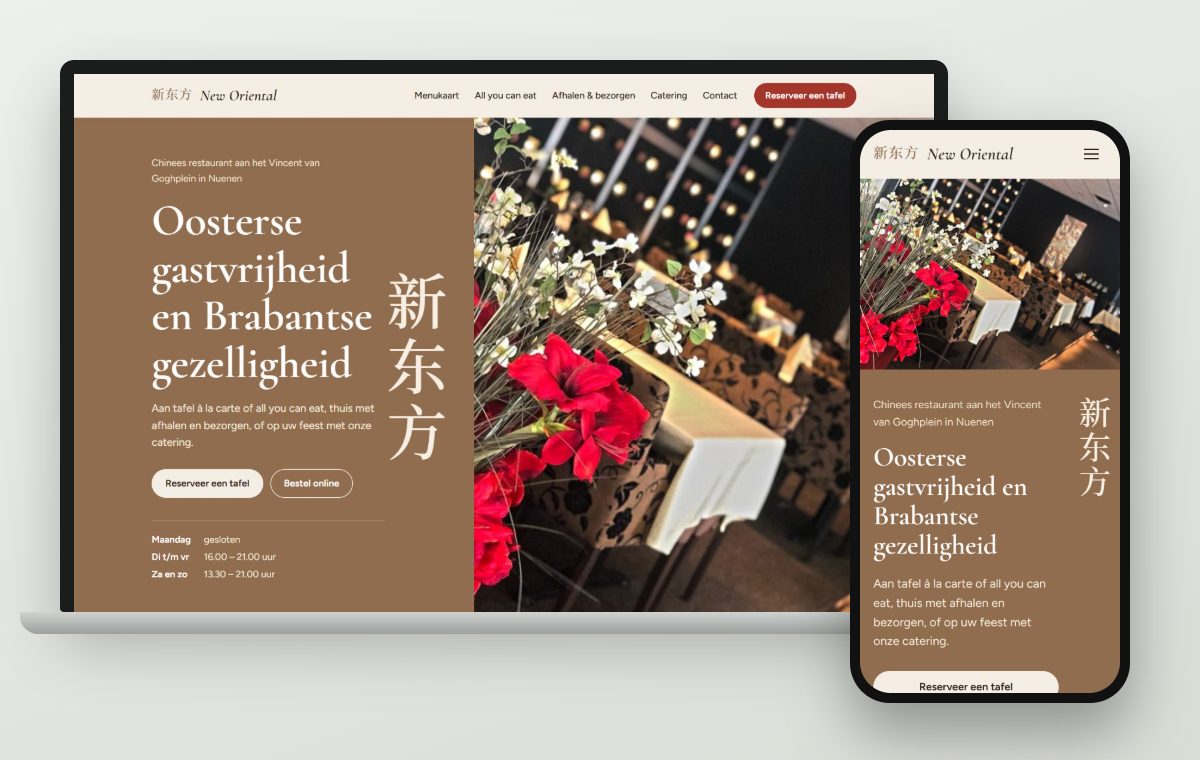 新东方 New Oriental
Menukaart All you can eat Afhalen & bezorgen Catering Contact Reserveer een tafel
Chinees restaurant aan het Vincent van
Goghplein in Nuenen
Oosterse
gastvrijheid
en Brabantse
gezelligheid
新
东
方
Aan tafel à la carte of all you can eat, thuis met
afhalen en bezorgen, of op uw feest met onze
catering.
Reserveer een tafel Bestel online
Maandag gesloten
Di t/m vr 16.00 – 21.00 uur
Za en zo 13.30 – 21.00 uur
新东方 New Oriental
Chinees restaurant aan het Vincent
van Goghplein in Nuenen
新
东
方
Oosterse
gastvrijheid en
Brabantse
gezelligheid
Aan tafel à la carte of all you can
eat, thuis met afhalen en
bezorgen, of op uw feest met
onze catering.
Reserveer een tafel